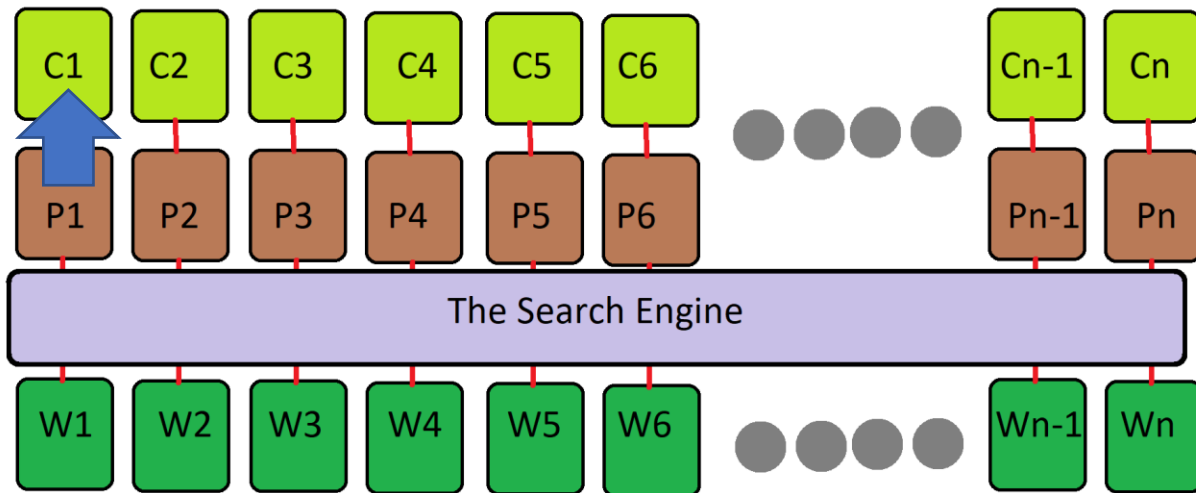 C1 C2 C3 C4 C5 C6 Cn-1 Cn
P1 P2 P3 P4 P5 P6 Pn-1 Pn
The Search Engine
W1 W2 W3 W4 W5 W6 Wn-1 Wn